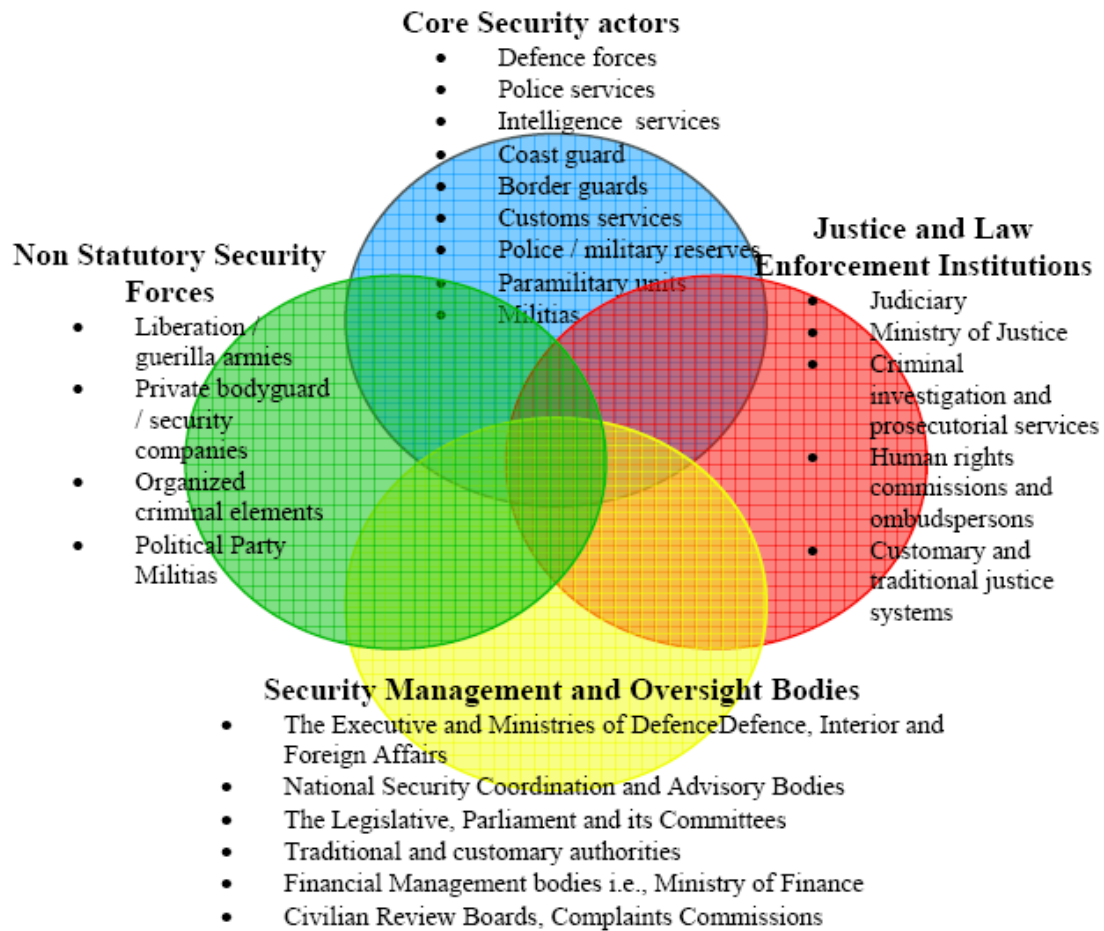 Core Security actors
• Defence forces
• Police services
• Intelligence services
• Coast guard
• Border guards
• Customs services
• Police / military reserves
• Paramilitary units
• Militias
Non Statutory Security
Forces
• Liberation /
guerilla armies
• Private bodyguard
/ security
companies
• Organized
criminal elements
• Political Party
Militias
Justice and Law
Enforcement Institutions
• Judiciary
• Ministry of Justice
• Criminal
investigation and
prosecutorial services
• Human rights
commissions and
ombudspersons
• Customary and
traditional justice
systems
Security Management and Oversight Bodies
• The Executive and Ministries of DefenceDefence, Interior and
Foreign Affairs
• National Security Coordination and Advisory Bodies
• The Legislative, Parliament and its Committees
• Traditional and customary authorities
• Financial Management bodies i.e., Ministry of Finance
• Civilian Review Boards, Complaints Commissions